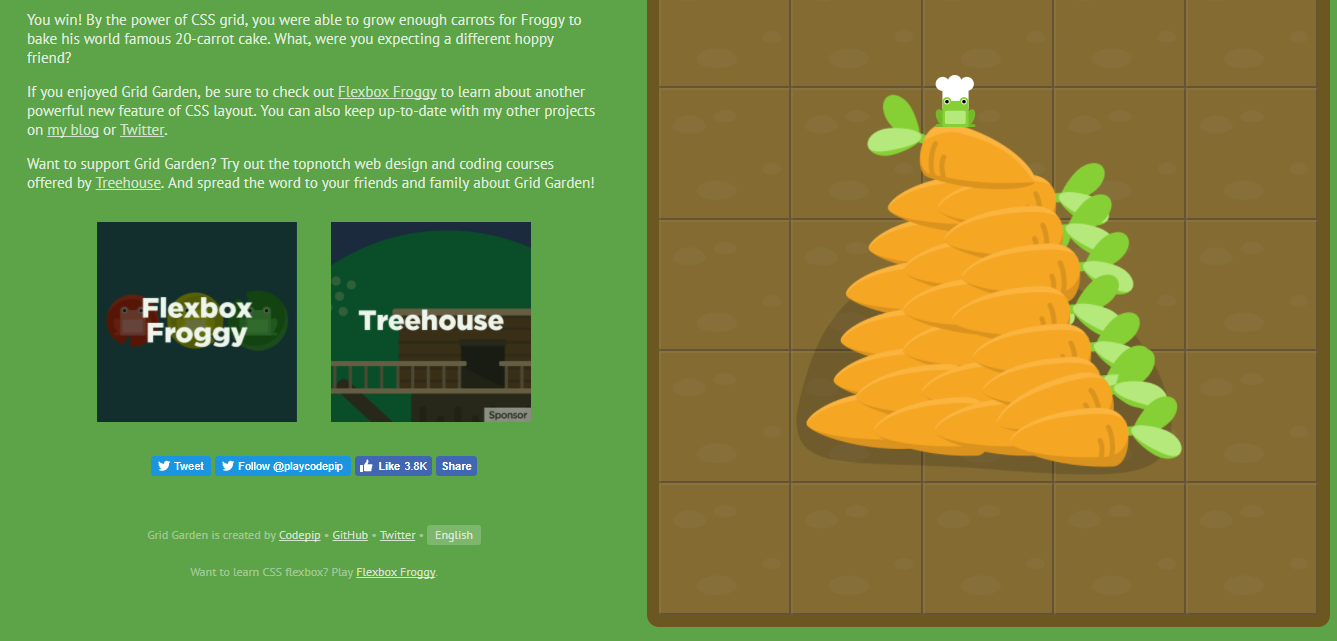 You win! By the power of CSS grid, you were able to grow enough carrots for Froggy to
bake his world famous 20-carrot cake. What, were you expecting a different hoppy
friend?
If you enjoyed Grid Garden, be sure to check out Flexbox Froggy to learn about another
powerful new feature of CSS layout. You can also keep up-to-date with my other projects
on my blog or Twitter.
Want to support Grid Garden? Try out the topnotch web design and coding courses
offered by Treehouse. And spread the word to your friends and family about Grid Garden!
Flexbox
Froggy
Treehouse
Sponsor
Tweet
Follow @playcodepip
Like 3.8K
Share
Grid Garden is created by Codepip • GitHub • Twitter • English
Want to learn CSS flexbox? Play Flexbox Froggy.